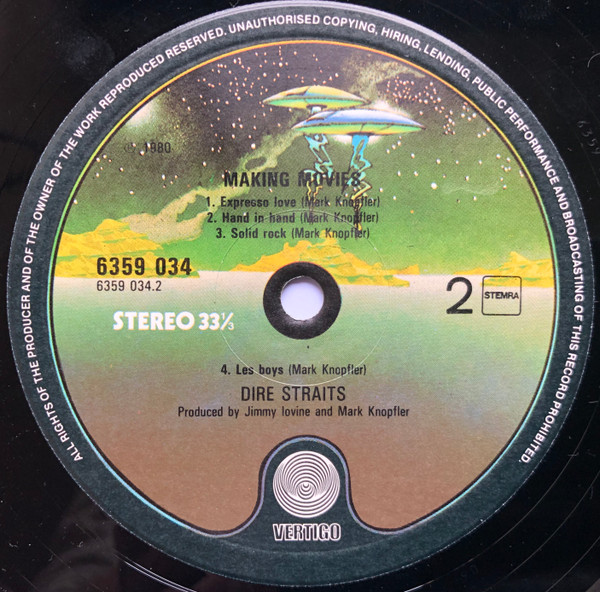 ALL RIGHTS OF THE PRODUCER AND OF THE OWNER OF THE WORK REPRODUCED RESERVED. UNAUTHORISED COPYING, HIRING, LENDING, PUBLIC PERFORMANCE AND BROADCASTING OF THIS RECORD PROHIBITED.
℗ 1980
MAKING MOVIES
1. Expresso love (Mark Knopfler)
2. Hand in hand (Mark Knopfler)
3. Solid rock (Mark Knopfler)
6359 034
6359 034.2
2
STEMRA
STEREO 33⅓
4. Les boys (Mark Knopfler)
DIRE STRAITS
Produced by Jimmy Iovine and Mark Knopfler
VERTIGO